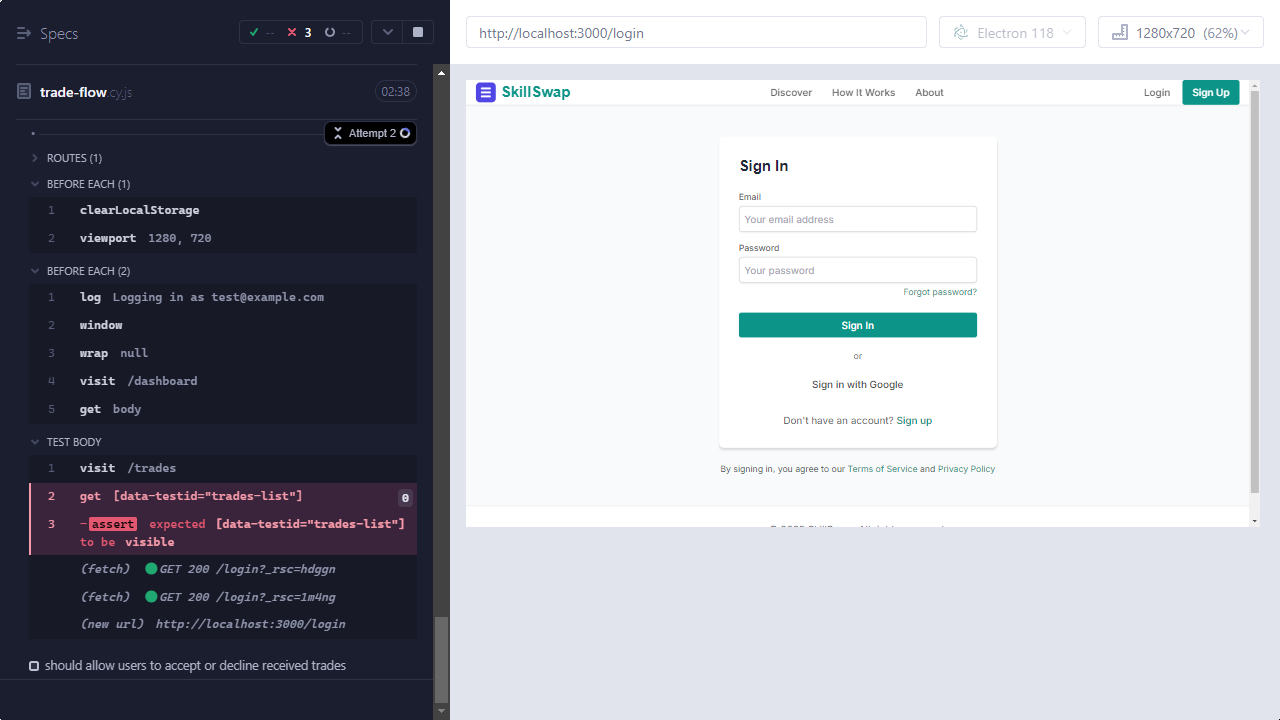 Specs
-- 3 --
trade-flow.cy.js 02:38
Attempt 2
ROUTES (1)
BEFORE EACH (1)
1 clearLocalStorage
2 viewport 1280, 720
BEFORE EACH (2)
1 log Logging in as test@example.com
2 window
3 wrap null
4 visit /dashboard
5 get body
TEST BODY
1 visit /trades
2 get [data-testid="trades-list"] 0
3 -assert expected [data-testid="trades-list"]
to be visible
(fetch) GET 200 /login?_rsc=hdggn
(fetch) GET 200 /login?_rsc=1m4ng
(new url) http://localhost:3000/login
should allow users to accept or decline received trades
http://localhost:3000/login
Electron 118
1280x720 (62%)
SkillSwap
Discover How It Works About
Login Sign Up
Sign In
Email
Your email address
Password
Your password
Forgot password?
Sign In
or
Sign in with Google
Don't have an account? Sign up
By signing in, you agree to our Terms of Service and Privacy Policy